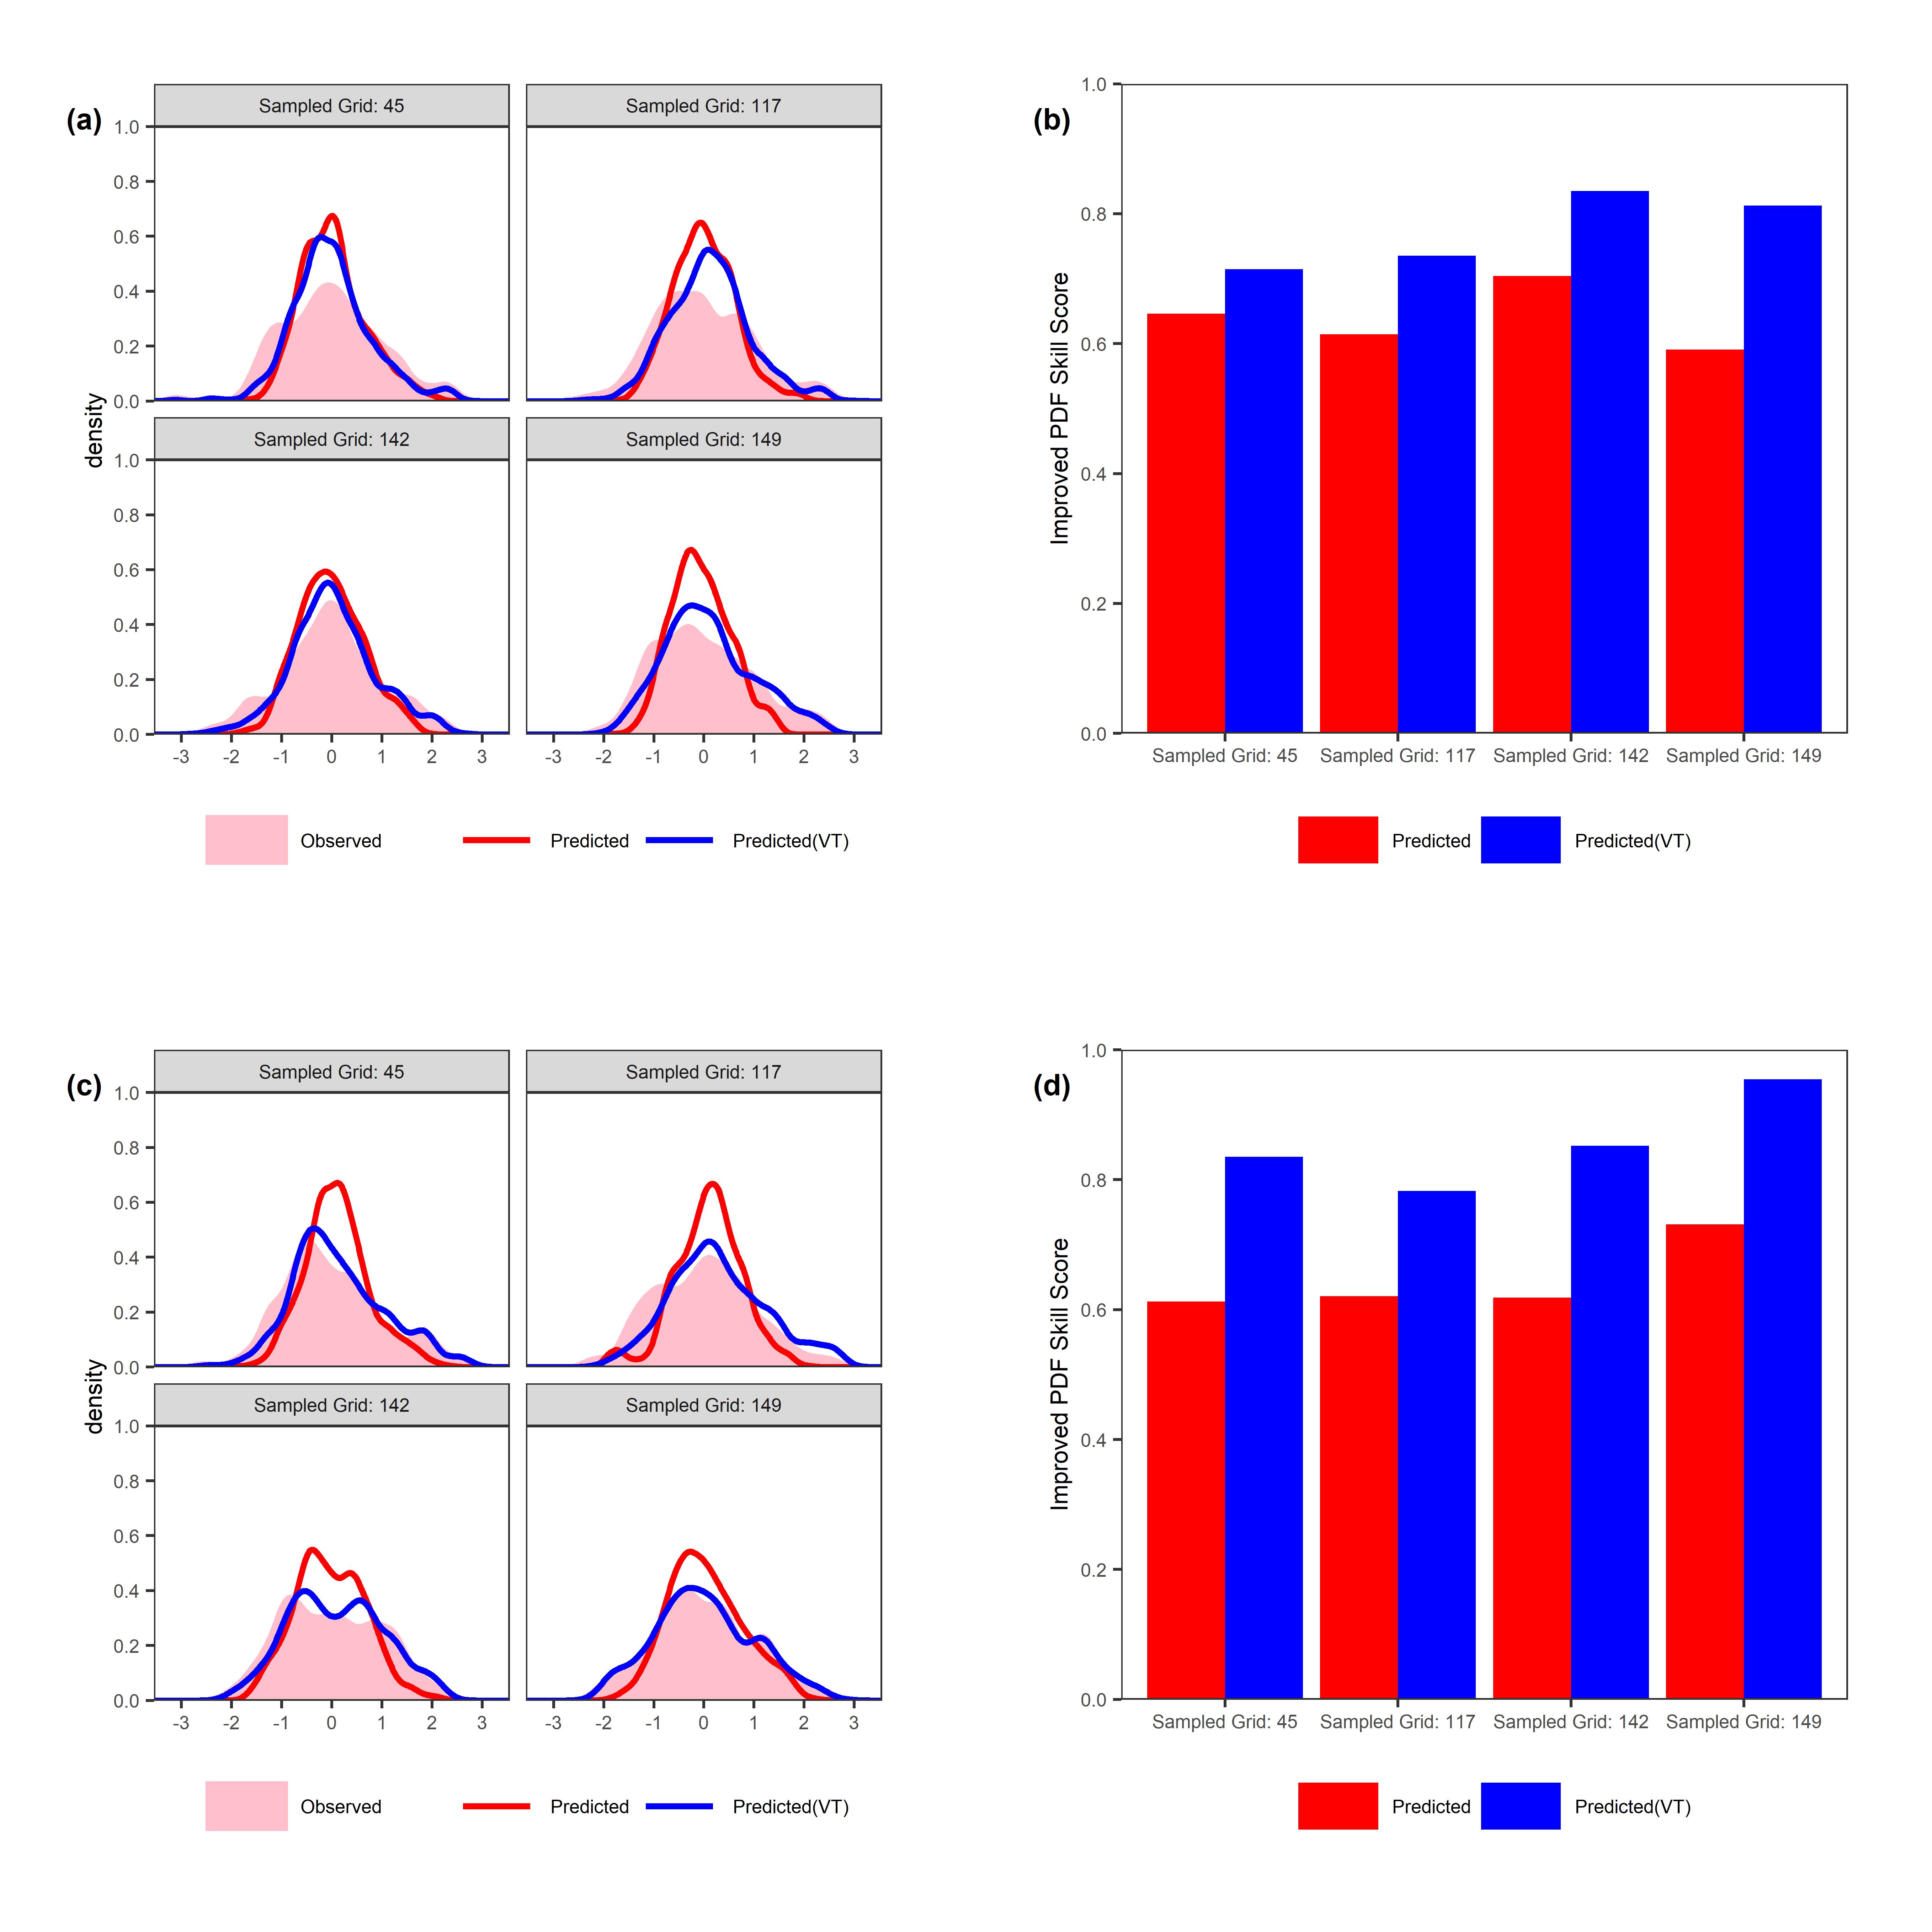 (a)
Sampled Grid: 45
Sampled Grid: 117
1.0
0.8
0.6
0.4
0.2
0.0
density
Sampled Grid: 142
Sampled Grid: 149
1.0
0.8
0.6
0.4
0.2
0.0
-3 -2 -1 0 1 2 3
-3 -2 -1 0 1 2 3
Observed Predicted Predicted(VT)
(b)
1.0
0.8
0.6
0.4
0.2
0.0
Improved PDF Skill Score
Sampled Grid: 45 Sampled Grid: 117 Sampled Grid: 142 Sampled Grid: 149
Predicted Predicted(VT)
(c)
Sampled Grid: 45
Sampled Grid: 117
1.0
0.8
0.6
0.4
0.2
0.0
density
Sampled Grid: 142
Sampled Grid: 149
1.0
0.8
0.6
0.4
0.2
0.0
-3 -2 -1 0 1 2 3
-3 -2 -1 0 1 2 3
Observed Predicted Predicted(VT)
(d)
1.0
0.8
0.6
0.4
0.2
0.0
Improved PDF Skill Score
Sampled Grid: 45 Sampled Grid: 117 Sampled Grid: 142 Sampled Grid: 149
Predicted Predicted(VT)